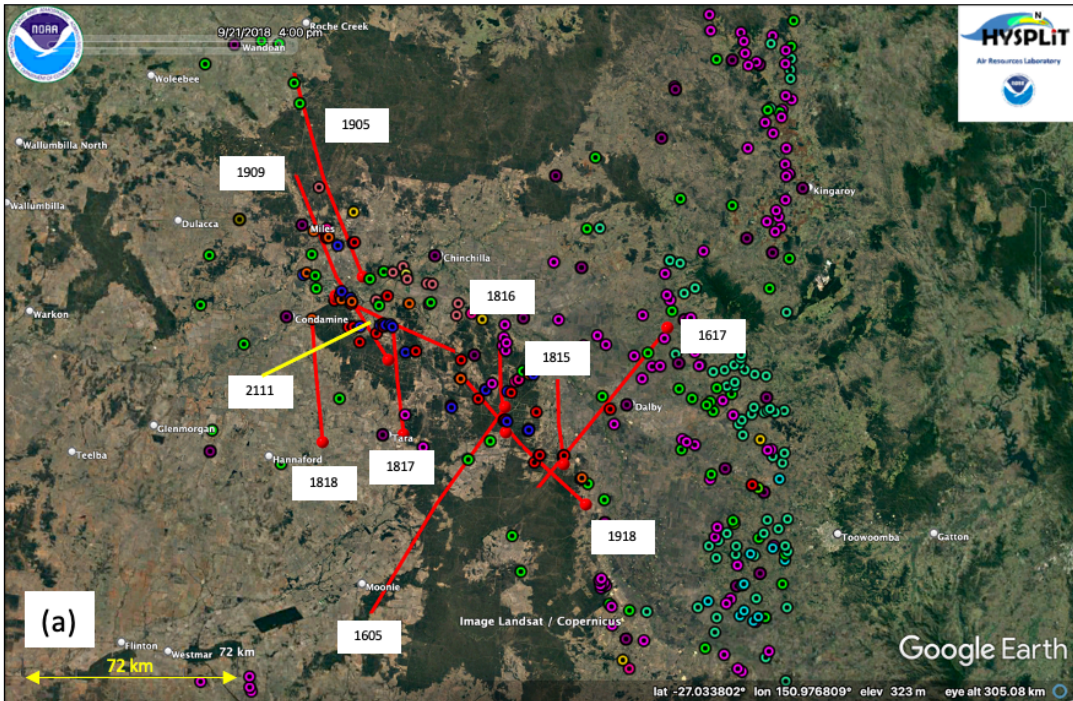 NOAA
9/21/2018 4:00 pm
Roche Creek
Wandoan
Woleebee
N
HYSPLIT
Air Resources Laboratory
1905
Wallumbilla North
1909
Kingaroy
Wallumbilla
Dulacca
Miles
Chinchilla
1816
Warkon
Condamine
1617
1815
2111
Dalby
Glenmorgan
Tara
Teelba
Hannaford
1817
1818
1918
Toowoomba
Gatton
Moonie
(a)
1605
Image Landsat / Copernicus
Flinton
Westmar
72 km
72 km
Google Earth
lat -27.033802° lon 150.976809° elev 323 m eye alt 305.08 km